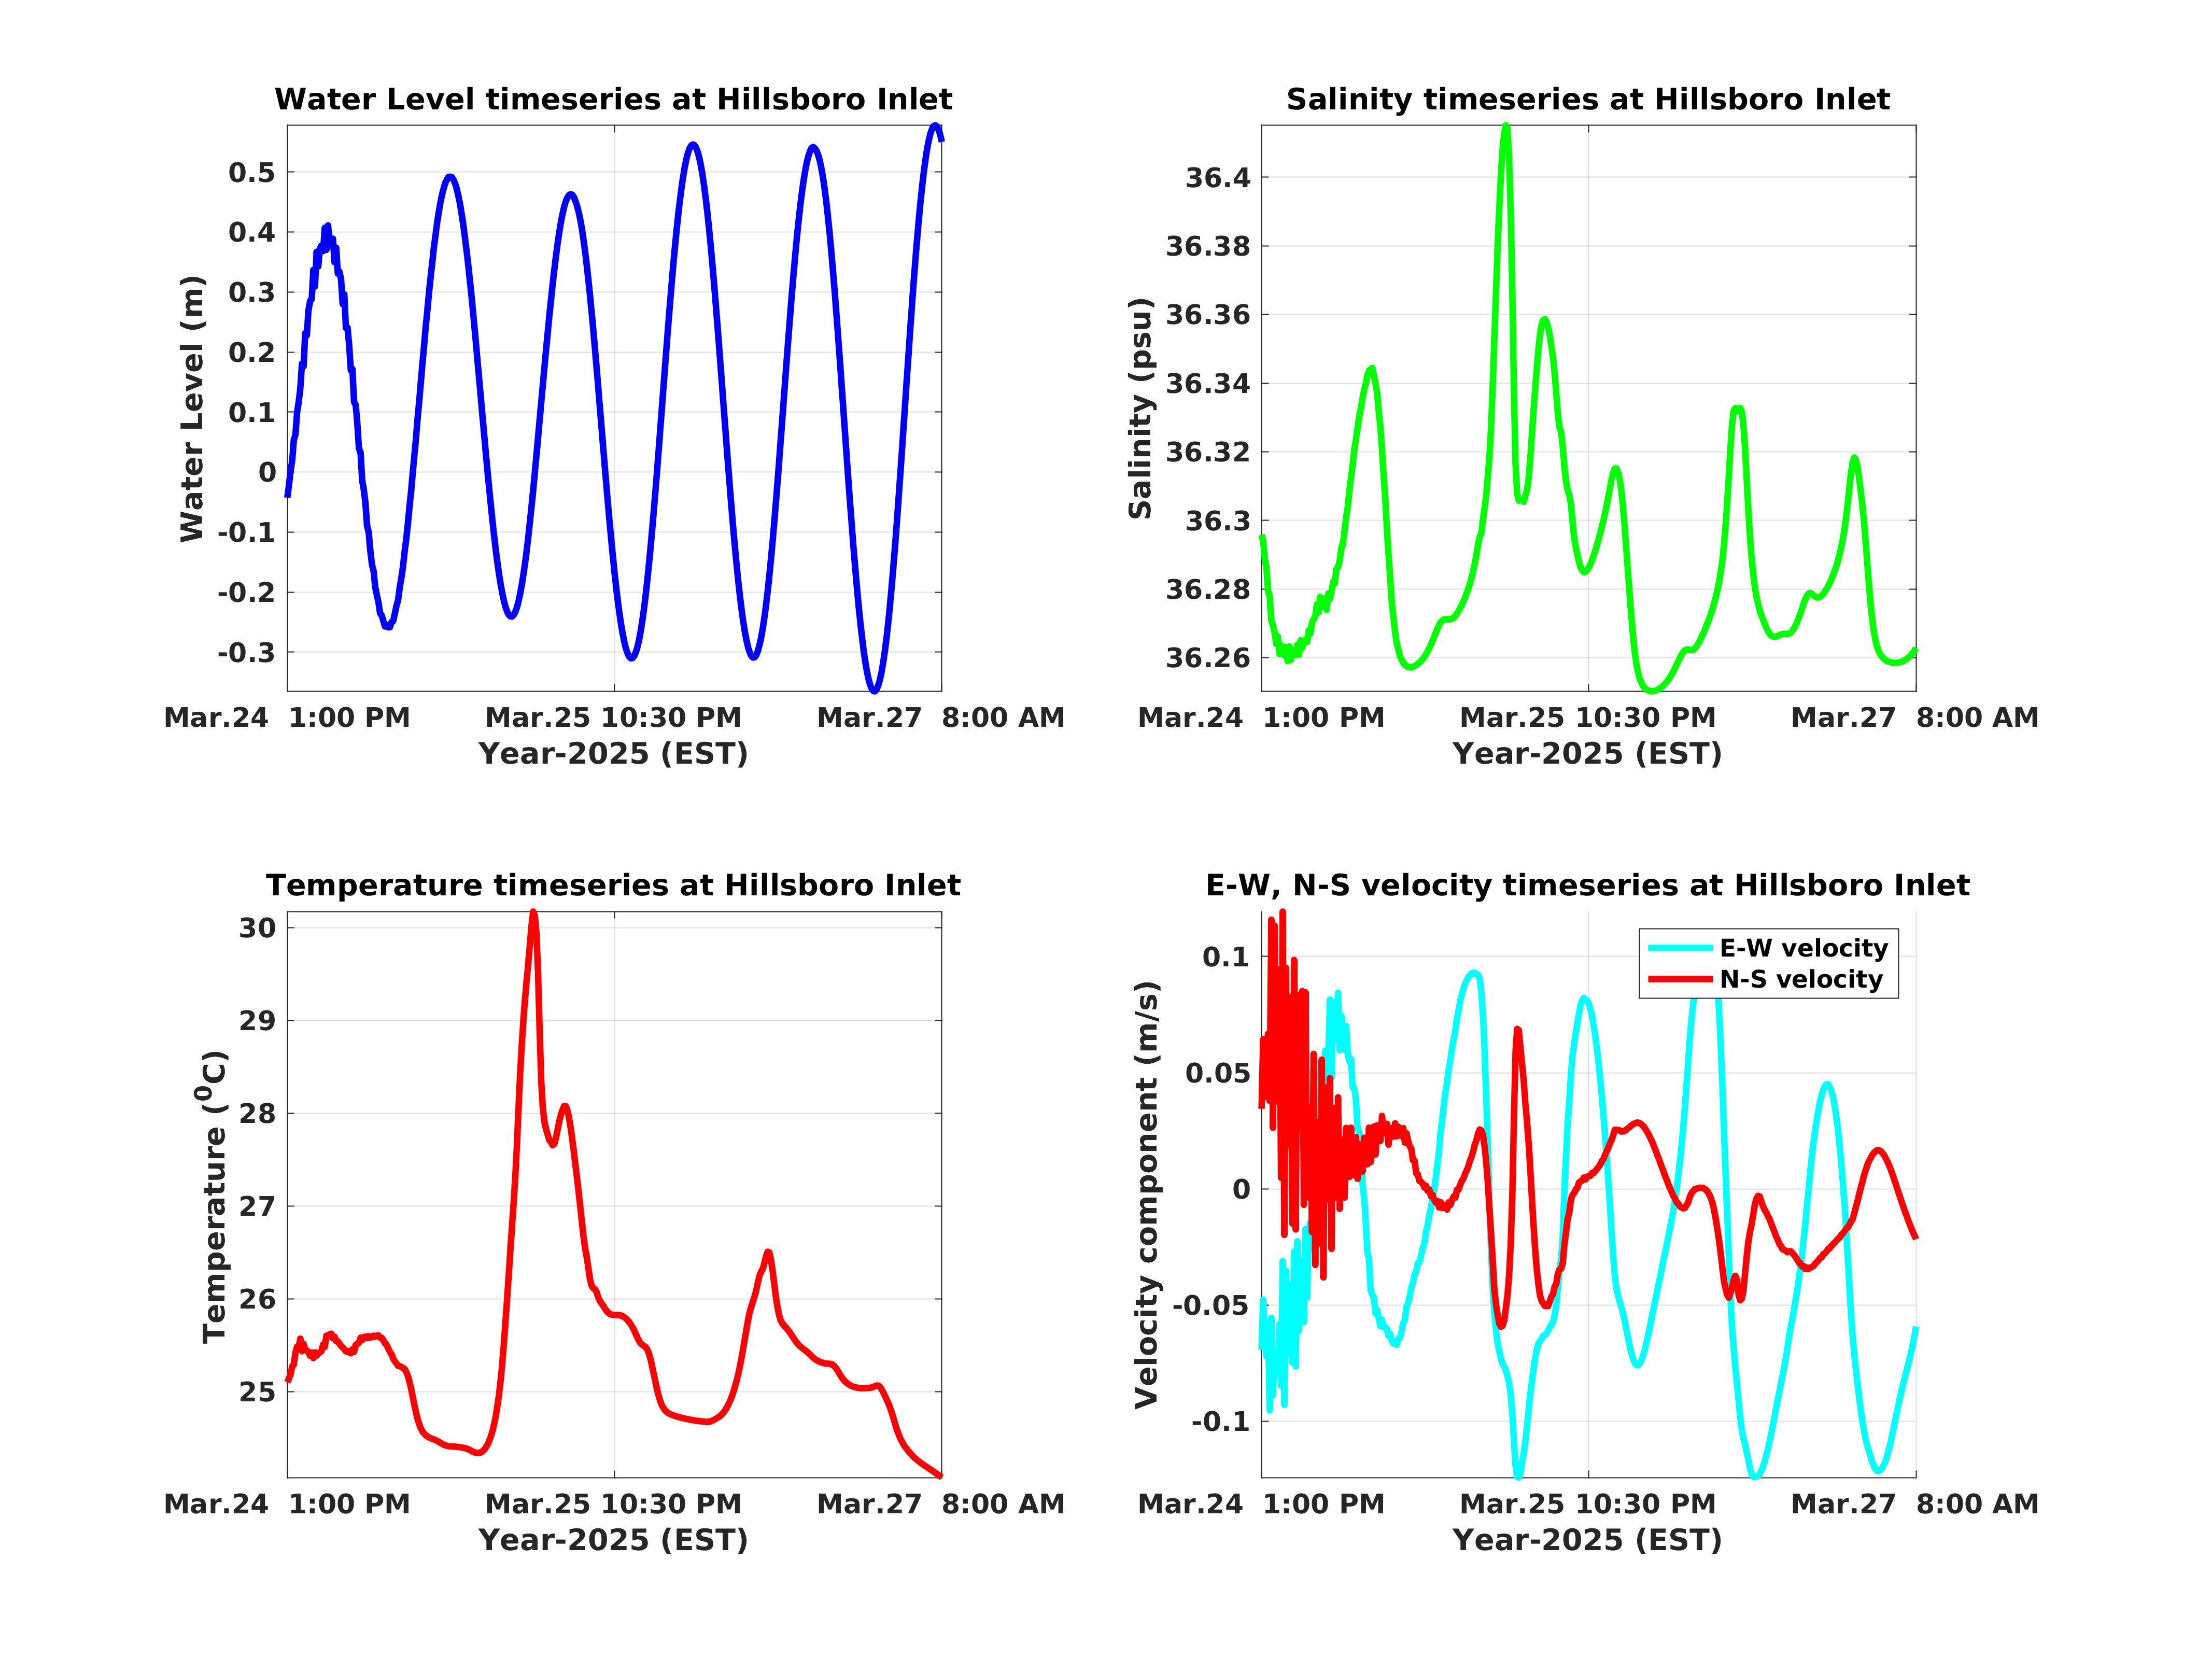 Water Level timeseries at Hillsboro Inlet
Water Level (m)
0.5
0.4
0.3
0.2
0.1
0
-0.1
-0.2
-0.3
Mar.24 1:00 PM
Mar.25 10:30 PM
Mar.27 8:00 AM
Year-2025 (EST)
Salinity timeseries at Hillsboro Inlet
Salinity (psu)
36.4
36.38
36.36
36.34
36.32
36.3
36.28
36.26
Mar.24 1:00 PM
Mar.25 10:30 PM
Mar.27 8:00 AM
Year-2025 (EST)
Temperature timeseries at Hillsboro Inlet
Temperature (⁰C)
30
29
28
27
26
25
Mar.24 1:00 PM
Mar.25 10:30 PM
Mar.27 8:00 AM
Year-2025 (EST)
E-W, N-S velocity timeseries at Hillsboro Inlet
Velocity component (m/s)
0.1
0.05
0
-0.05
-0.1
E-W velocity
N-S velocity
Mar.24 1:00 PM
Mar.25 10:30 PM
Mar.27 8:00 AM
Year-2025 (EST)